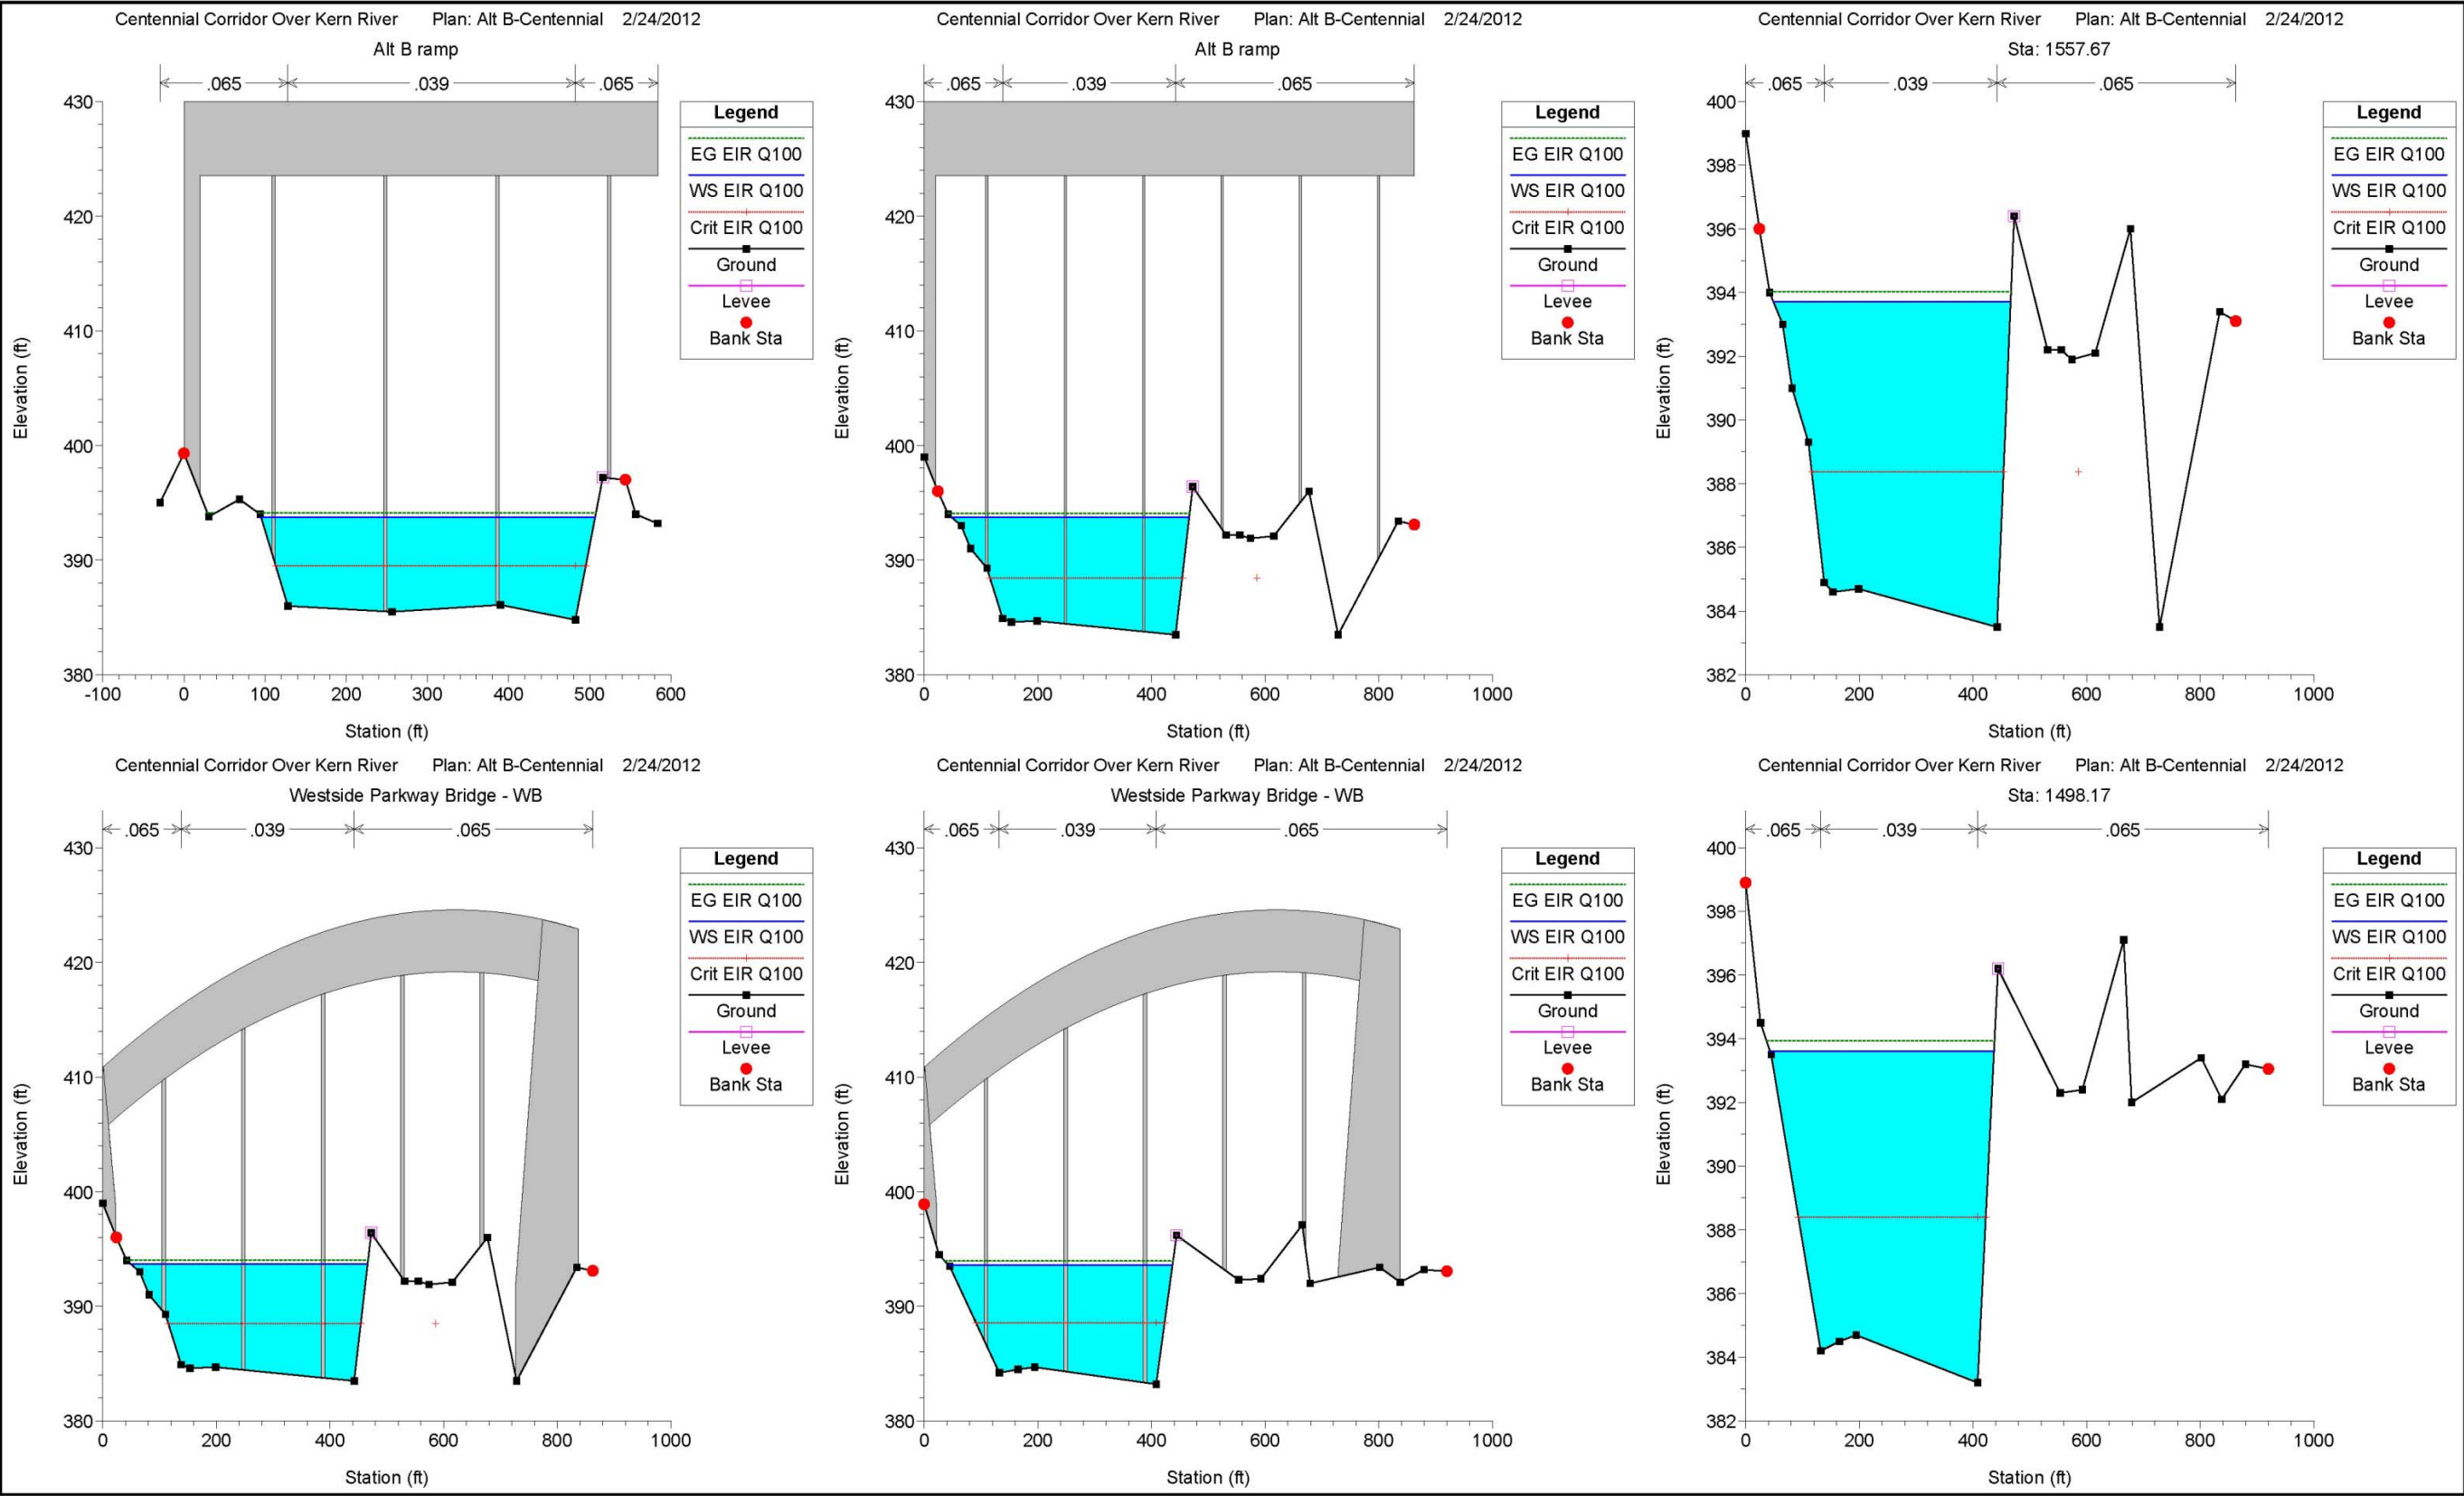 Centennial Corridor Over Kern River Plan: Alt B-Centennial 2/24/2012
Alt B ramp
.065 .039 .065
430
420
410
400
390
380
Elevation (ft)
-100 0 100 200 300 400 500 600
Station (ft)
Legend
EG EIR Q100
WS EIR Q100
Crit EIR Q100
Ground
Levee
Bank Sta
Centennial Corridor Over Kern River Plan: Alt B-Centennial 2/24/2012
Alt B ramp
.065 .039 .065
430
420
410
400
390
380
Elevation (ft)
0 200 400 600 800 1000
Station (ft)
Legend
EG EIR Q100
WS EIR Q100
Crit EIR Q100
Ground
Levee
Bank Sta
Centennial Corridor Over Kern River Plan: Alt B-Centennial 2/24/2012
Sta: 1557.67
.065 .039 .065
400
398
396
394
392
390
388
386
384
382
Elevation (ft)
0 200 400 600 800 1000
Station (ft)
Legend
EG EIR Q100
WS EIR Q100
Crit EIR Q100
Ground
Levee
Bank Sta
Centennial Corridor Over Kern River Plan: Alt B-Centennial 2/24/2012
Westside Parkway Bridge - WB
.065 .039 .065
430
420
410
400
390
380
Elevation (ft)
0 200 400 600 800 1000
Station (ft)
Legend
EG EIR Q100
WS EIR Q100
Crit EIR Q100
Ground
Levee
Bank Sta
Centennial Corridor Over Kern River Plan: Alt B-Centennial 2/24/2012
Westside Parkway Bridge - WB
.065 .039 .065
430
420
410
400
390
380
Elevation (ft)
0 200 400 600 800 1000
Station (ft)
Legend
EG EIR Q100
WS EIR Q100
Crit EIR Q100
Ground
Levee
Bank Sta
Centennial Corridor Over Kern River Plan: Alt B-Centennial 2/24/2012
Sta: 1498.17
.065 .039 .065
400
398
396
394
392
390
388
386
384
382
Elevation (ft)
0 200 400 600 800 1000
Station (ft)
Legend
EG EIR Q100
WS EIR Q100
Crit EIR Q100
Ground
Levee
Bank Sta